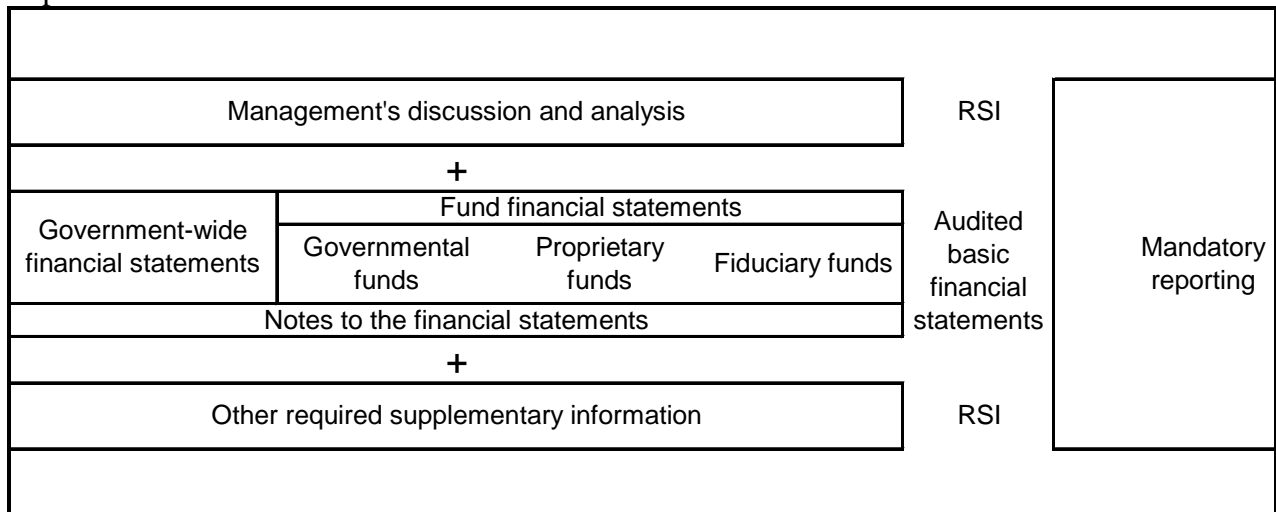 Management's discussion and analysis
RSI
+
Government-wide
financial statements
Fund financial statements
Governmental
funds
Proprietary
funds
Fiduciary funds
Audited
basic
financial
statements
Mandatory
reporting
Notes to the financial statements
+
Other required supplementary information
RSI